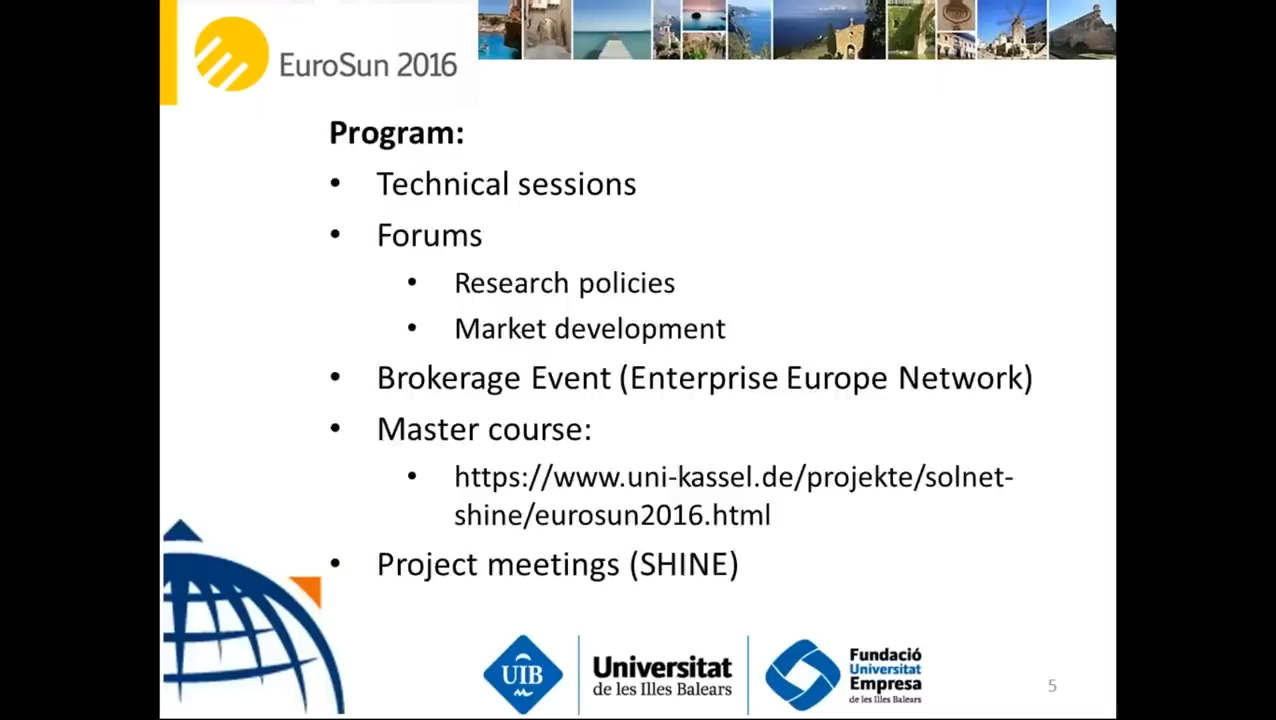 EuroSun 2016
Program:
• Technical sessions
• Forums
• Research policies
• Market development
• Brokerage Event (Enterprise Europe Network)
• Master course:
• https://www.uni-kassel.de/projekte/solnet-
shine/eurosun2016.html
• Project meetings (SHINE)
UIB
Universitat
de les Illes Balears
Fundació
Universitat
Empresa
de les Illes Balears
5